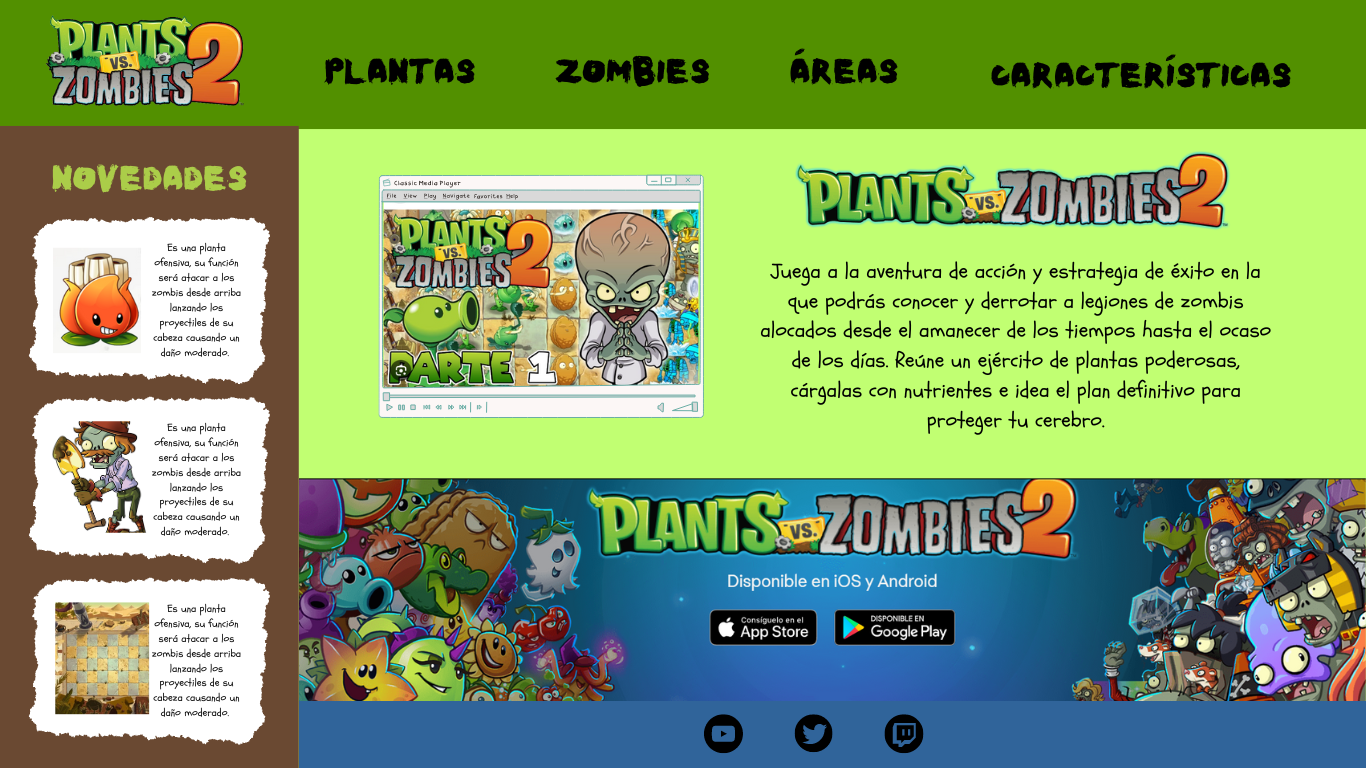 PLANTS
VS.
ZOMBIES 2
PLANTAS
ZOMBIES
ÁREAS
CARACTERÍSTICAS
NOVEDADES
Es una planta
ofensiva, su función
será atacar a los
zombis desde arriba
lanzando los
proyectiles de su
cabeza causando un
daño moderado.
Es una planta
ofensiva, su función
será atacar a los
zombis desde arriba
lanzando los
proyectiles de su
cabeza causando un
daño moderado.
Es una planta
ofensiva, su función
será atacar a los
zombis desde arriba
lanzando los
proyectiles de su
cabeza causando un
daño moderado.
Classic Media Player
File View Play Navigate Favorites Help
PLANTS
VS.
ZOMBIES 2
PARTE 1
PLANTS VS. ZOMBIES 2
Juega a la aventura de acción y estrategia de éxito en la
que podrás conocer y derrotar a legiones de zombis
alocados desde el amanecer de los tiempos hasta el ocaso
de los días. Reúne un ejército de plantas poderosas,
cárgalas con nutrientes e idea el plan definitivo para
proteger tu cerebro.
PLANTS VS. ZOMBIES 2
Disponible en iOS y Android
Consíguelo en el
App Store
DISPONIBLE EN
Google Play